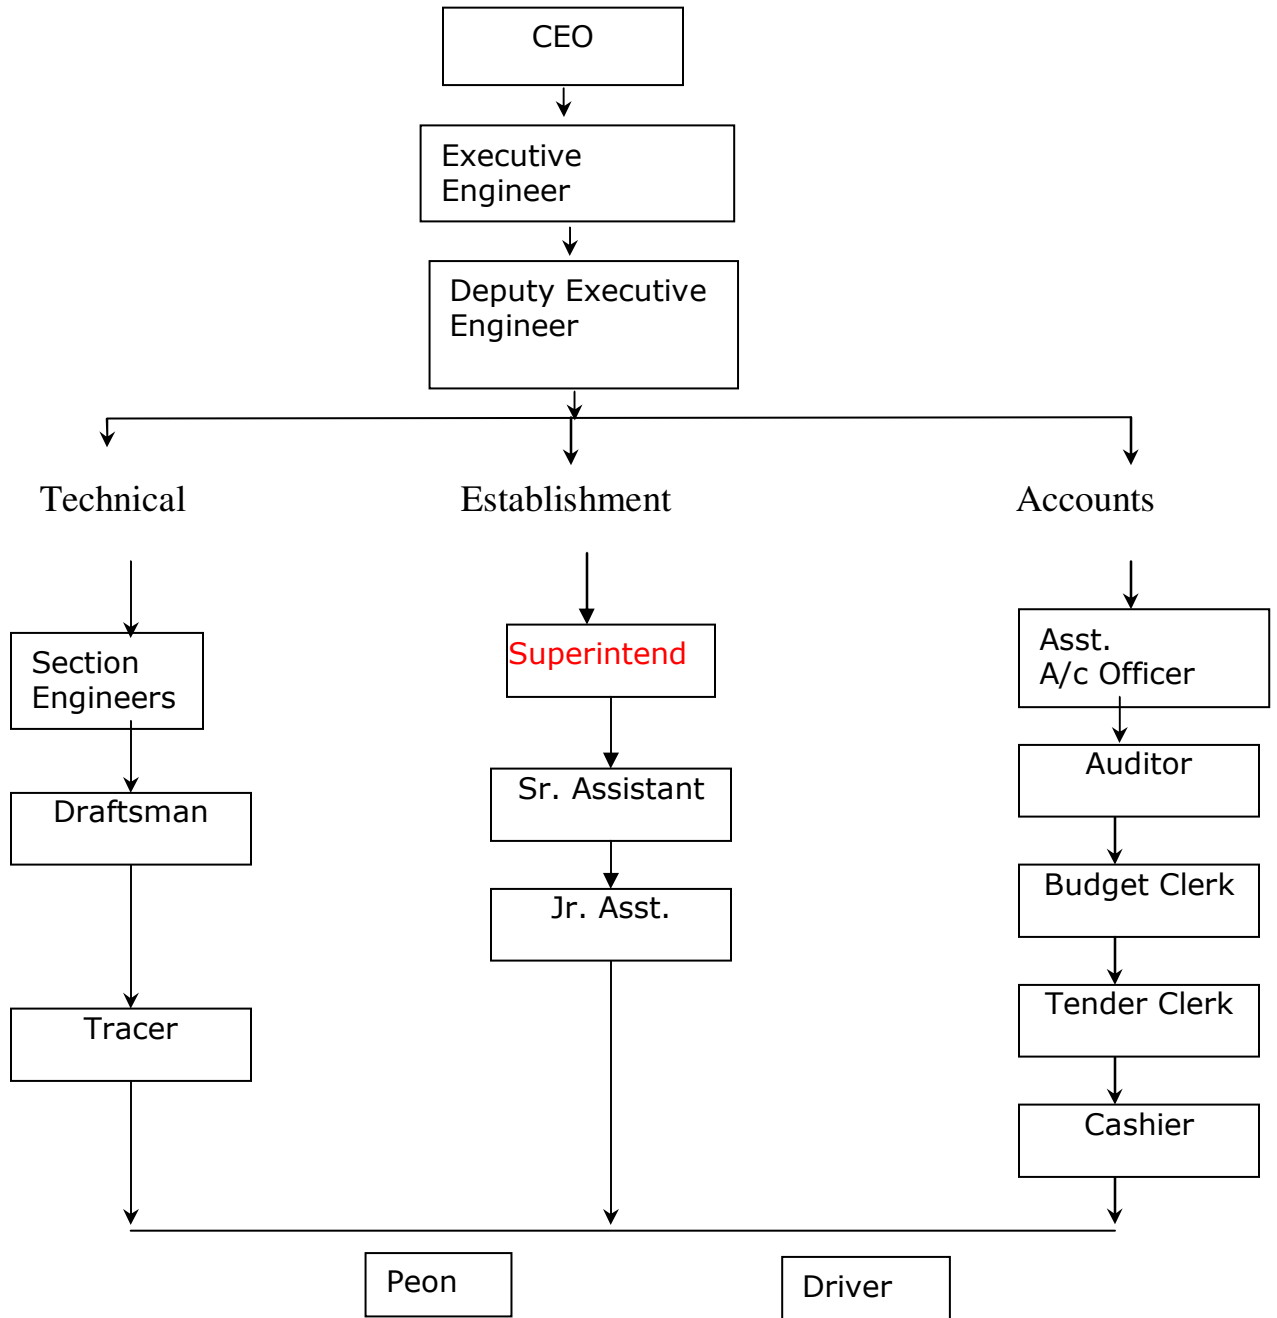 CEO
Executive
Engineer
Deputy Executive
Engineer
Technical
Establishment
Accounts
Section
Engineers
Draftsman
Tracer
Superintend
Sr. Assistant
Jr. Asst.
Asst.
A/c Officer
Auditor
Budget Clerk
Tender Clerk
Cashier
Peon
Driver